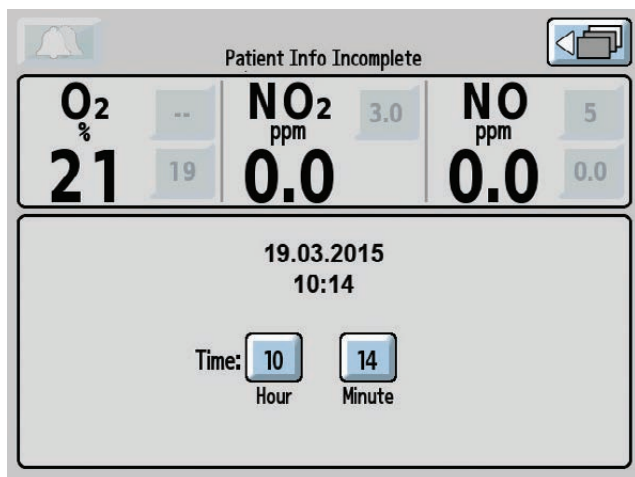 Patient Info Incomplete
O2 % -- 21 19
NO2 ppm 3.0 0.0
NO ppm 5 0.0 0.0
19.03.2015
10:14
Time: 10 14
Hour Minute